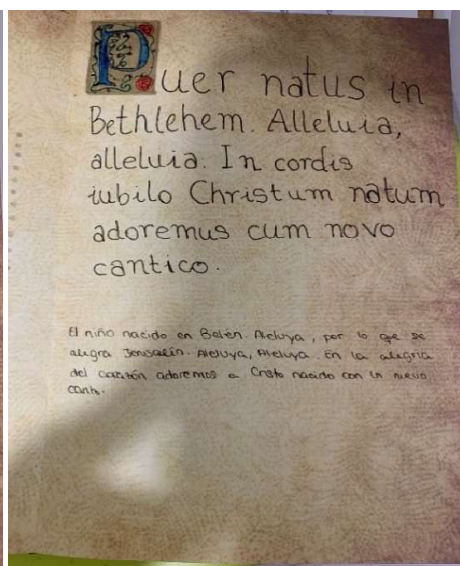 Puer natus in
Bethlehem. Alleluia,
alleluia. In cordis
iubilo Christum natum
adoremus cum novo
cantico.
El niño nacido en Belén. Aleluya, por lo que se
alegra Jerusalén. Aleluya, Aleluya. En la alegría
del corazón adoremos a Cristo nacido con un nuevo
canto.